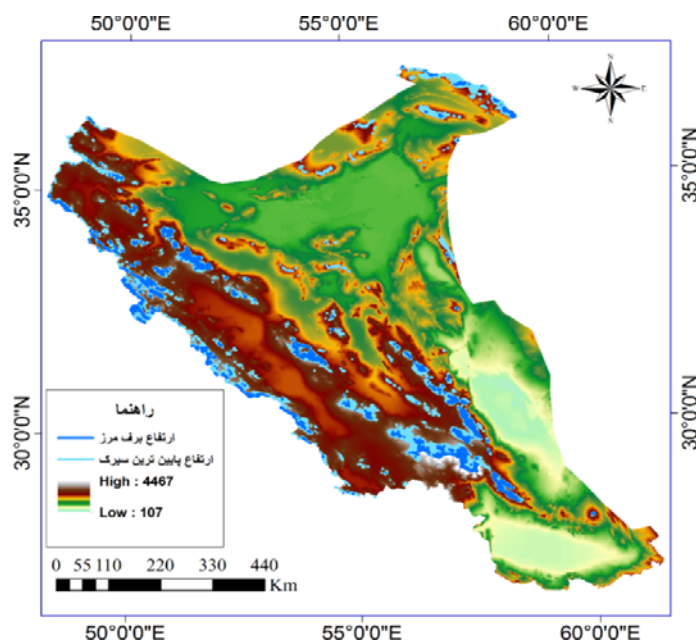 50°0'0"E 55°0'0"E 60°0'0"E
N
W E
S
35°0'0"N 35°0'0"N
30°0'0"N 30°0'0"N
راهنما
ارتفاع برف مرز
ارتفاع پایین ترین سیرک
High : 4467
Low : 107
0 55 110 220 330 440
Km
50°0'0"E 55°0'0"E 60°0'0"E